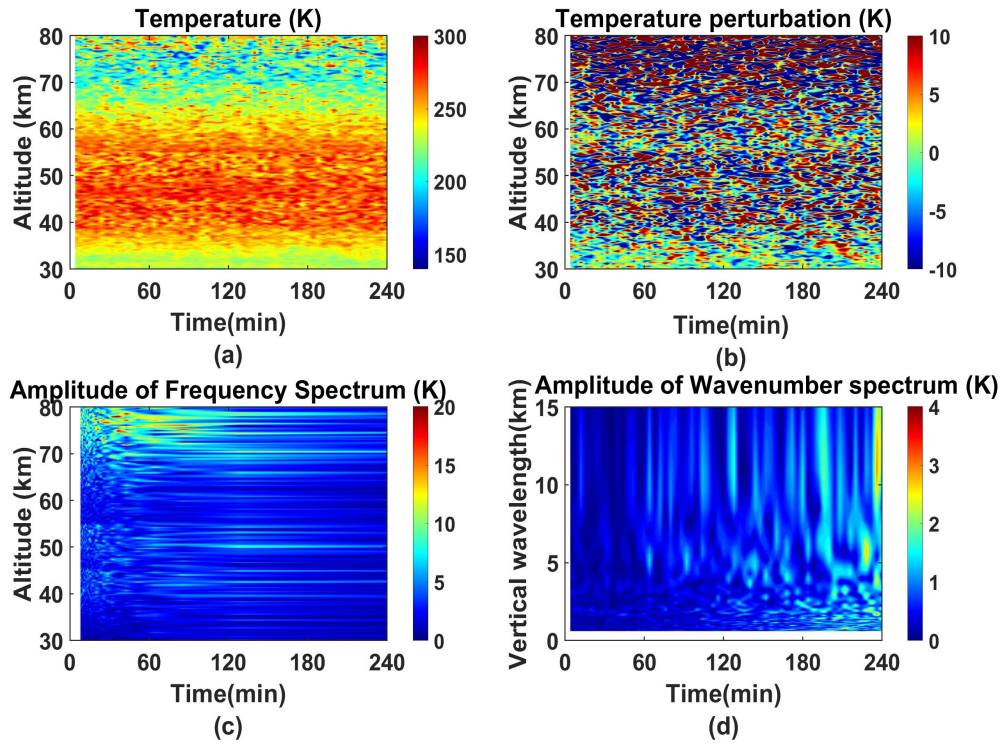 Temperature (K)
Altitude (km)
80
70
60
50
40
30
0 60 120 180 240
Time(min)
300
250
200
150
(a)
Temperature perturbation (K)
Altitude (km)
80
70
60
50
40
30
0 60 120 180 240
Time(min)
10
5
0
-5
-10
(b)
Amplitude of Frequency Spectrum (K)
Altitude (km)
80
70
60
50
40
30
0 60 120 180 240
Time(min)
20
15
10
5
0
(c)
Amplitude of Wavenumber spectrum (K)
Vertical wavelength(km)
15
10
5
0
0 60 120 180 240
Time(min)
4
3
2
1
0
(d)